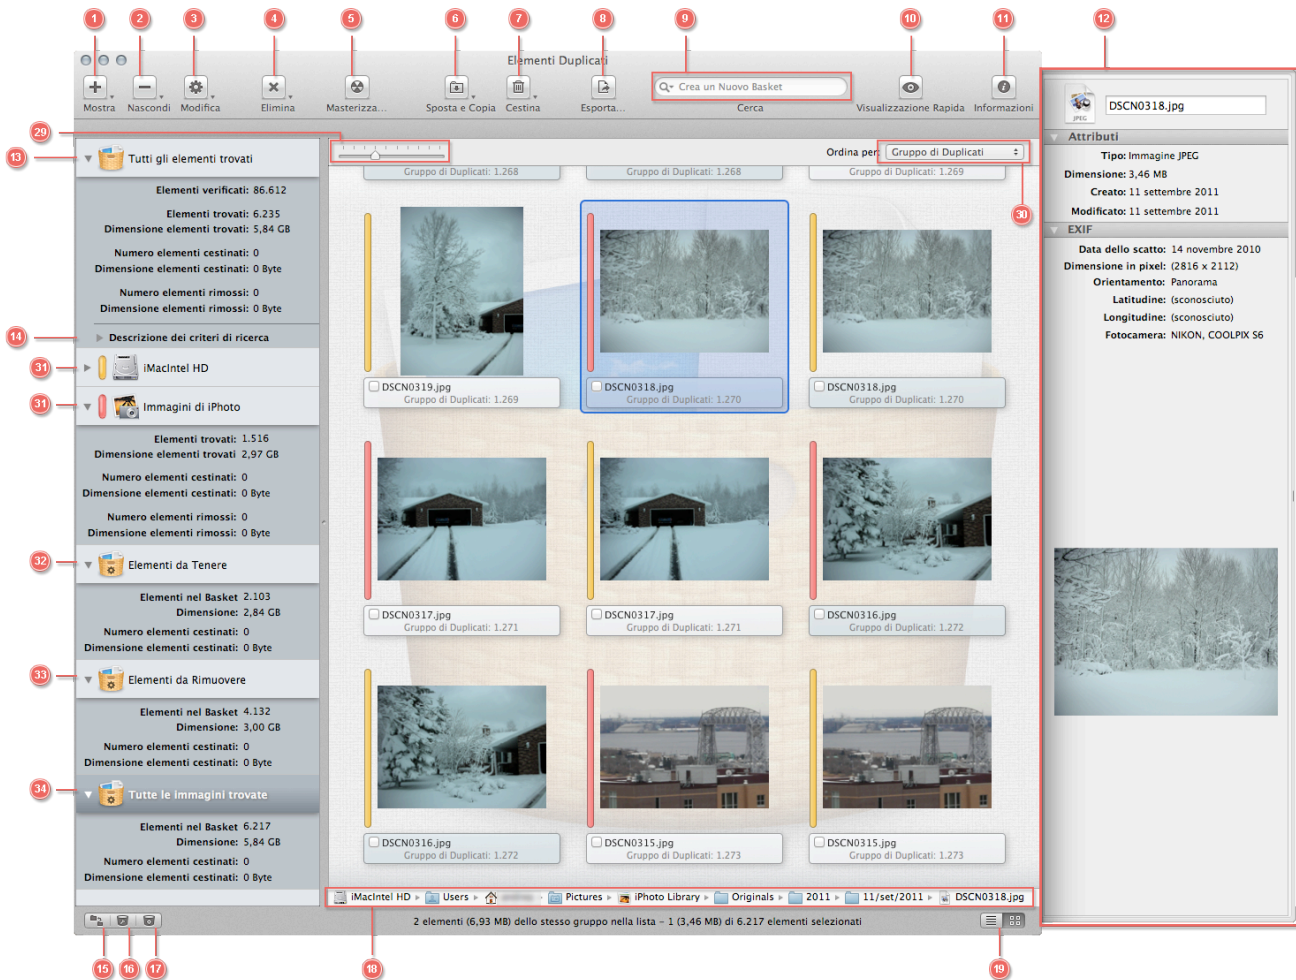 1 2 3 4 5 6 7 8 9 10 11 12
Elementi Duplicati
Crea un Nuovo Basket
Mostra Nascondi Modifica Elimina Masterizza... Sposta e Copia Cestina Esporta... Cerca Visualizzazione Rapida Informazioni
29
13
Tutti gli elementi trovati
Elementi verificati: 86.612
Elementi trovati: 6.235
Dimensione elementi trovati: 5,84 GB
Numero elementi cestinati: 0
Dimensione elementi cestinati: 0 Byte
Numero elementi rimossi: 0
Dimensione elementi rimossi: 0 Byte
14
Descrizione dei criteri di ricerca
31
iMacIntel HD
31
Immagini di iPhoto
Elementi trovati: 1.516
Dimensione elementi trovati 2,97 GB
Numero elementi cestinati: 0
Dimensione elementi cestinati: 0 Byte
Numero elementi rimossi: 0
Dimensione elementi rimossi: 0 Byte
32
Elementi da Tenere
Elementi nel Basket 2.103
Dimensione: 2,84 GB
Numero elementi cestinati: 0
Dimensione elementi cestinati: 0 Byte
33
Elementi da Rimuovere
Elementi nel Basket 4.132
Dimensione: 3,00 GB
Numero elementi cestinati: 0
Dimensione elementi cestinati: 0 Byte
34
Tutte le immagini trovate
Elementi nel Basket 6.217
Dimensione: 5,84 GB
Numero elementi cestinati: 0
Dimensione elementi cestinati: 0 Byte
Ordina per: Gruppo di Duplicati
30
Gruppo di Duplicati: 1.268
Gruppo di Duplicati: 1.268
Gruppo di Duplicati: 1.269
DSCN0319.jpg
Gruppo di Duplicati: 1.269
DSCN0318.jpg
Gruppo di Duplicati: 1.270
DSCN0318.jpg
Gruppo di Duplicati: 1.270
DSCN0317.jpg
Gruppo di Duplicati: 1.271
DSCN0317.jpg
Gruppo di Duplicati: 1.271
DSCN0316.jpg
Gruppo di Duplicati: 1.272
DSCN0316.jpg
Gruppo di Duplicati: 1.272
DSCN0315.jpg
Gruppo di Duplicati: 1.273
DSCN0315.jpg
Gruppo di Duplicati: 1.273
iMacIntel HD Users Pictures iPhoto Library Originals 2011 11/set/2011 DSCN0318.jpg
2 elementi (6,93 MB) dello stesso gruppo nella lista – 1 (3,46 MB) di 6.217 elementi selezionati
15 16 17 18 19
JPEG
DSCN0318.jpg
Attributi
Tipo: Immagine JPEG
Dimensione: 3,46 MB
Creato: 11 settembre 2011
Modificato: 11 settembre 2011
EXIF
Data dello scatto: 14 novembre 2010
Dimensione in pixel: (2816 x 2112)
Orientamento: Panorama
Latitudine: (sconosciuto)
Longitudine: (sconosciuto)
Fotocamera: NIKON, COOLPIX S6